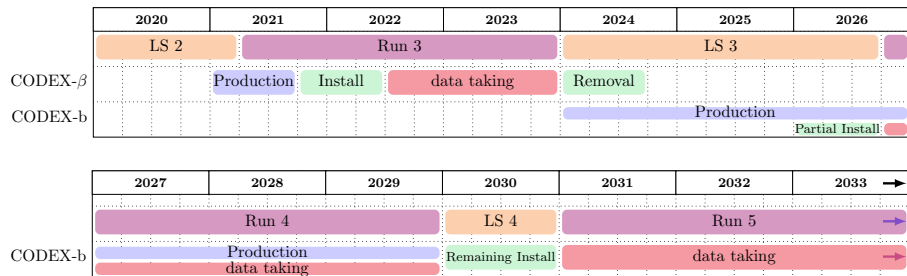 2020 2021 2022 2023 2024 2025 2026
LS 2 Run 3 LS 3
CODEX-β Production Install data taking Removal
CODEX-b Production
Partial Install
2027 2028 2029 2030 2031 2032 2033
Run 4 LS 4 Run 5
CODEX-b Production Remaining Install data taking
data taking